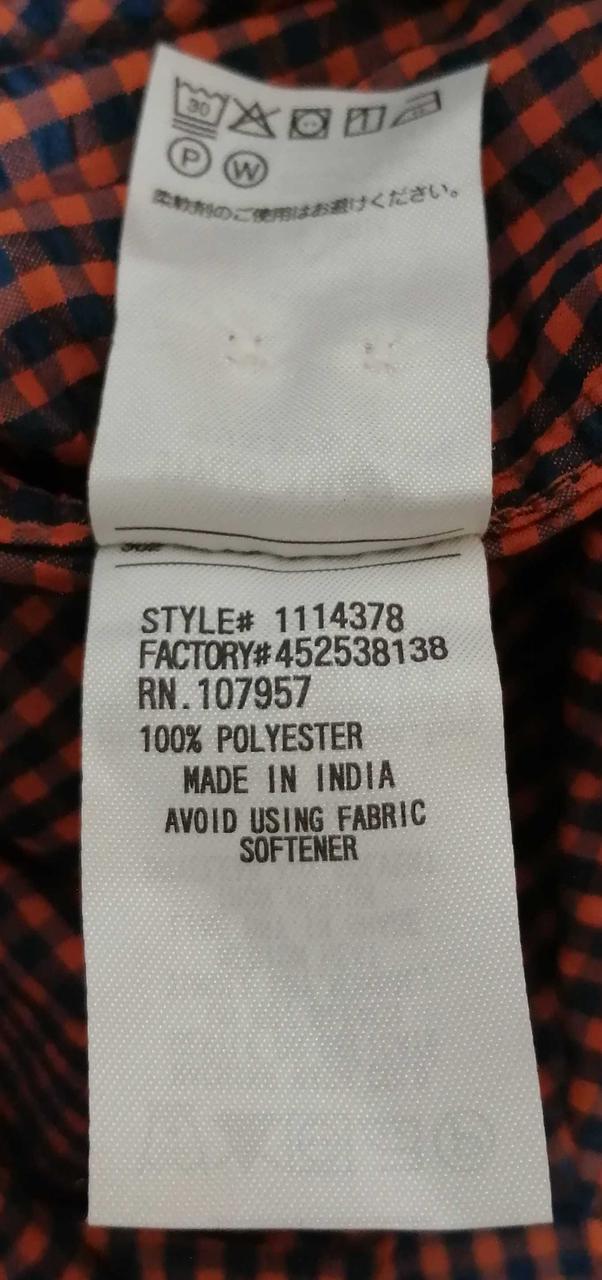 30
P W
柔軟剤のご使用はお避けください。
STYLE# 1114378
FACTORY#452538138
RN.107957
100% POLYESTER
MADE IN INDIA
AVOID USING FABRIC
SOFTENER